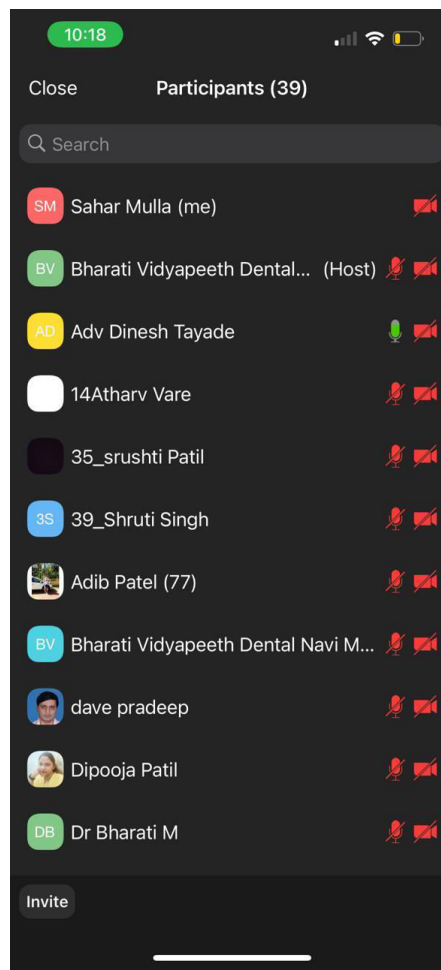 10:18
Close Participants (39)
Search
SM Sahar Mulla (me)
BV Bharati Vidyapeeth Dental... (Host)
AD Adv Dinesh Tayade
14Atharv Vare
35_srushti Patil
3S 39_Shruti Singh
Adib Patel (77)
BV Bharati Vidyapeeth Dental Navi M...
dave pradeep
Dipooja Patil
DB Dr Bharati M
Invite